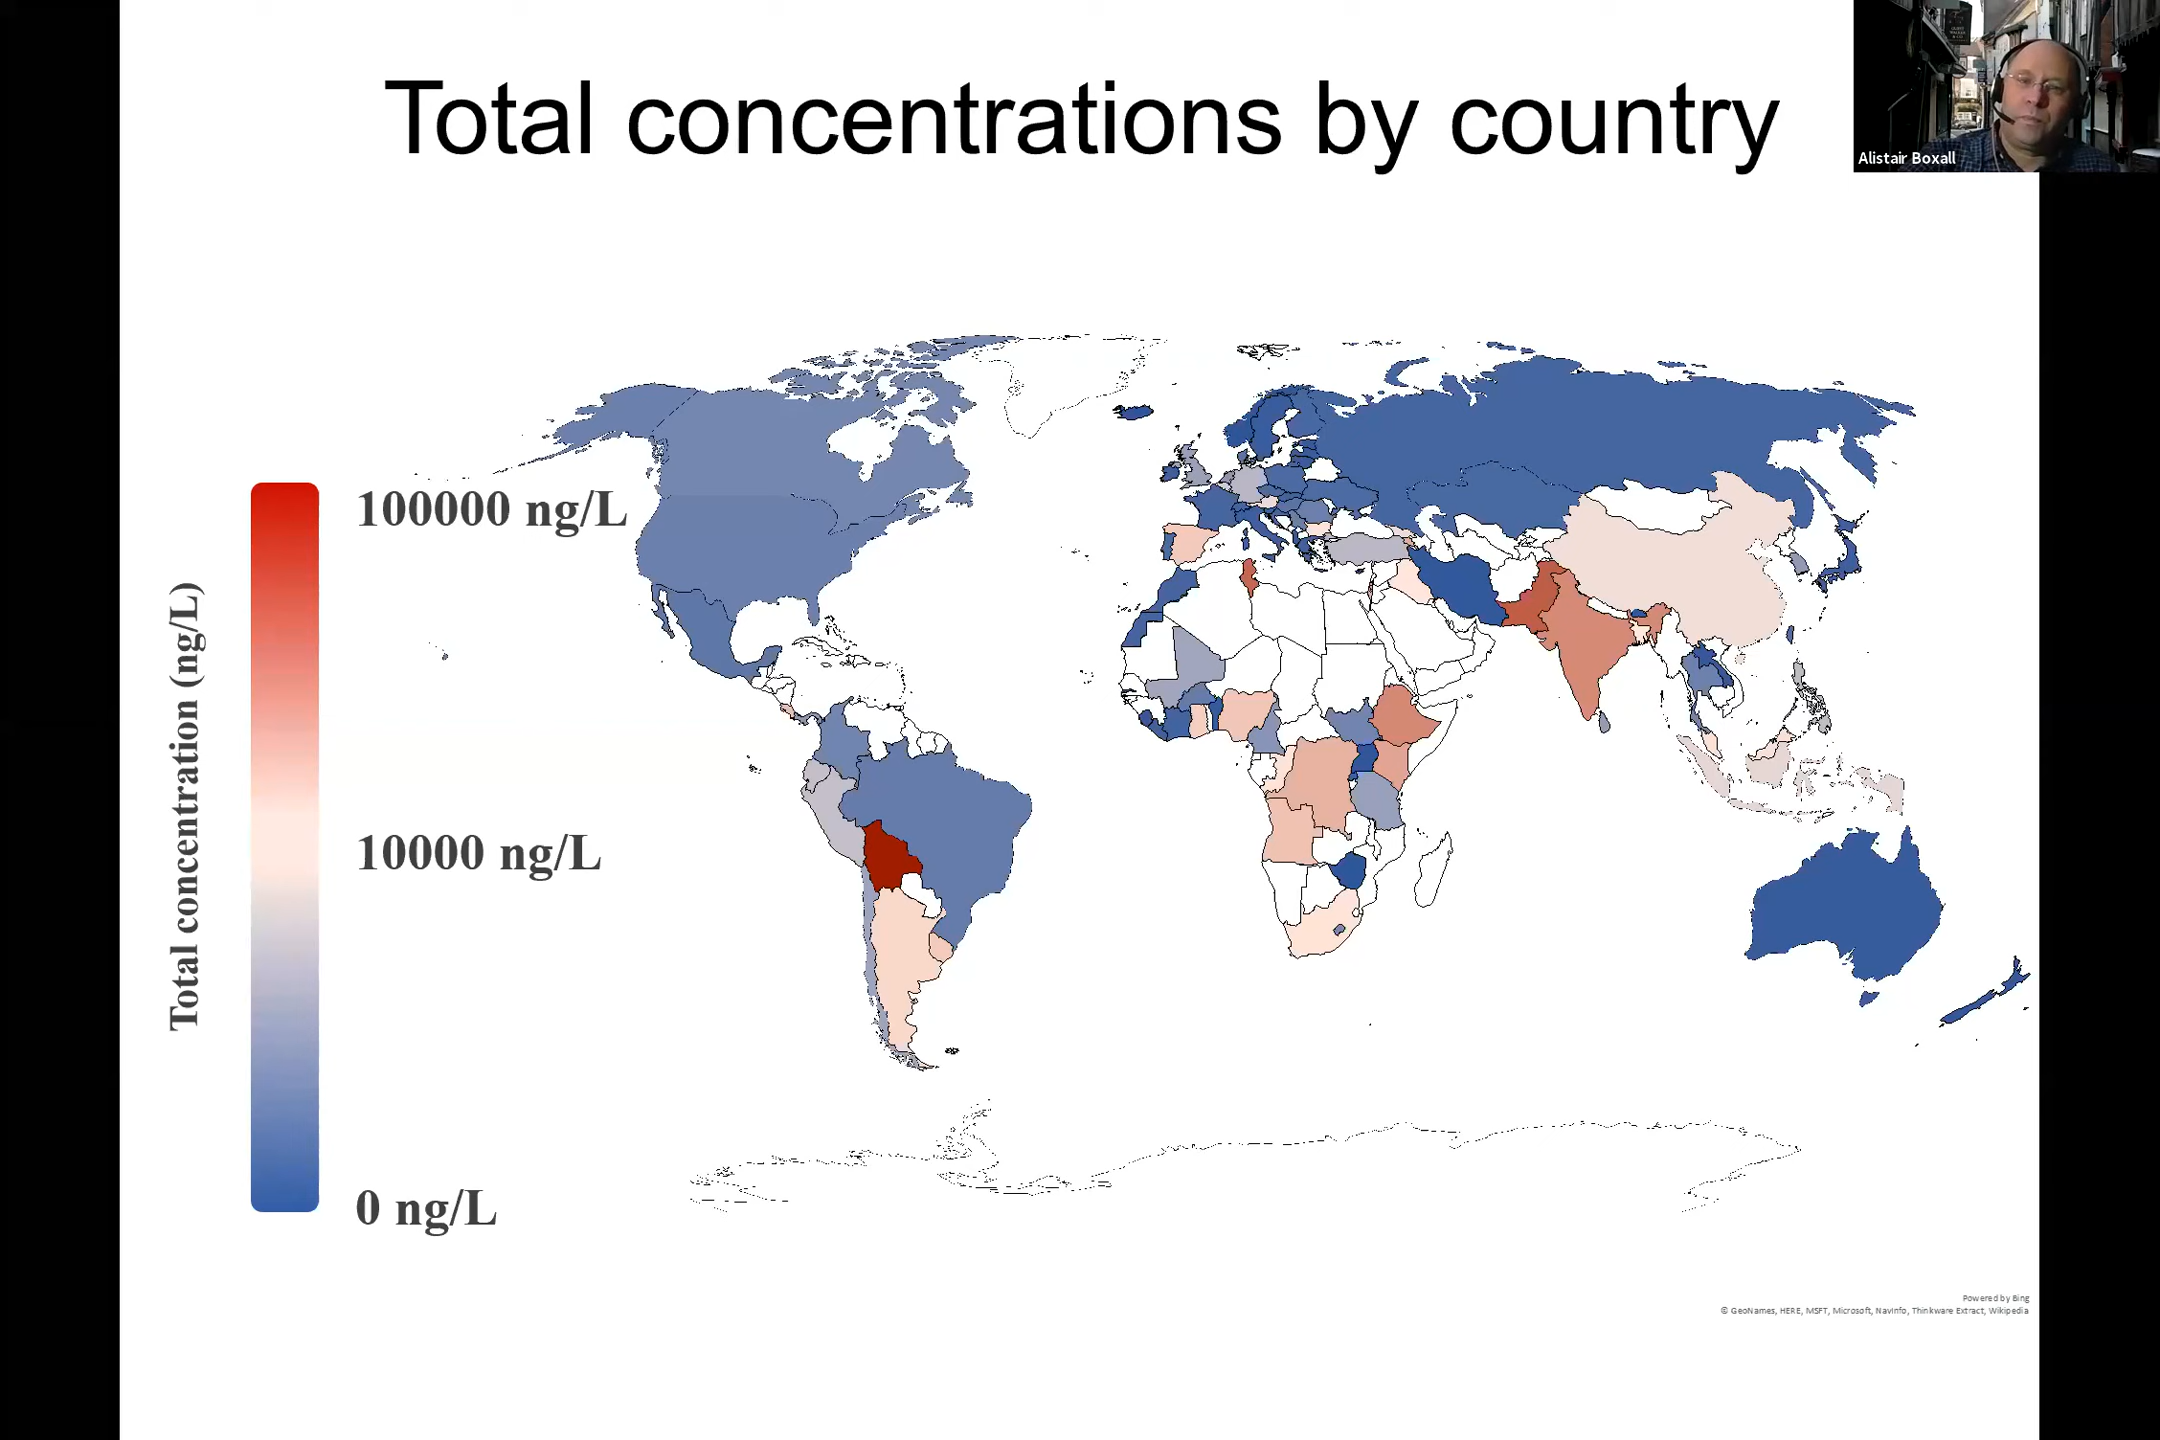 Total concentrations by country
Alistair Boxall
Total concentration (ng/L)
100000 ng/L
10000 ng/L
0 ng/L
Powered by Bing
© GeoNames, HERE, MSFT, Microsoft, NavInfo, Thinkware Extract, Wikipedia